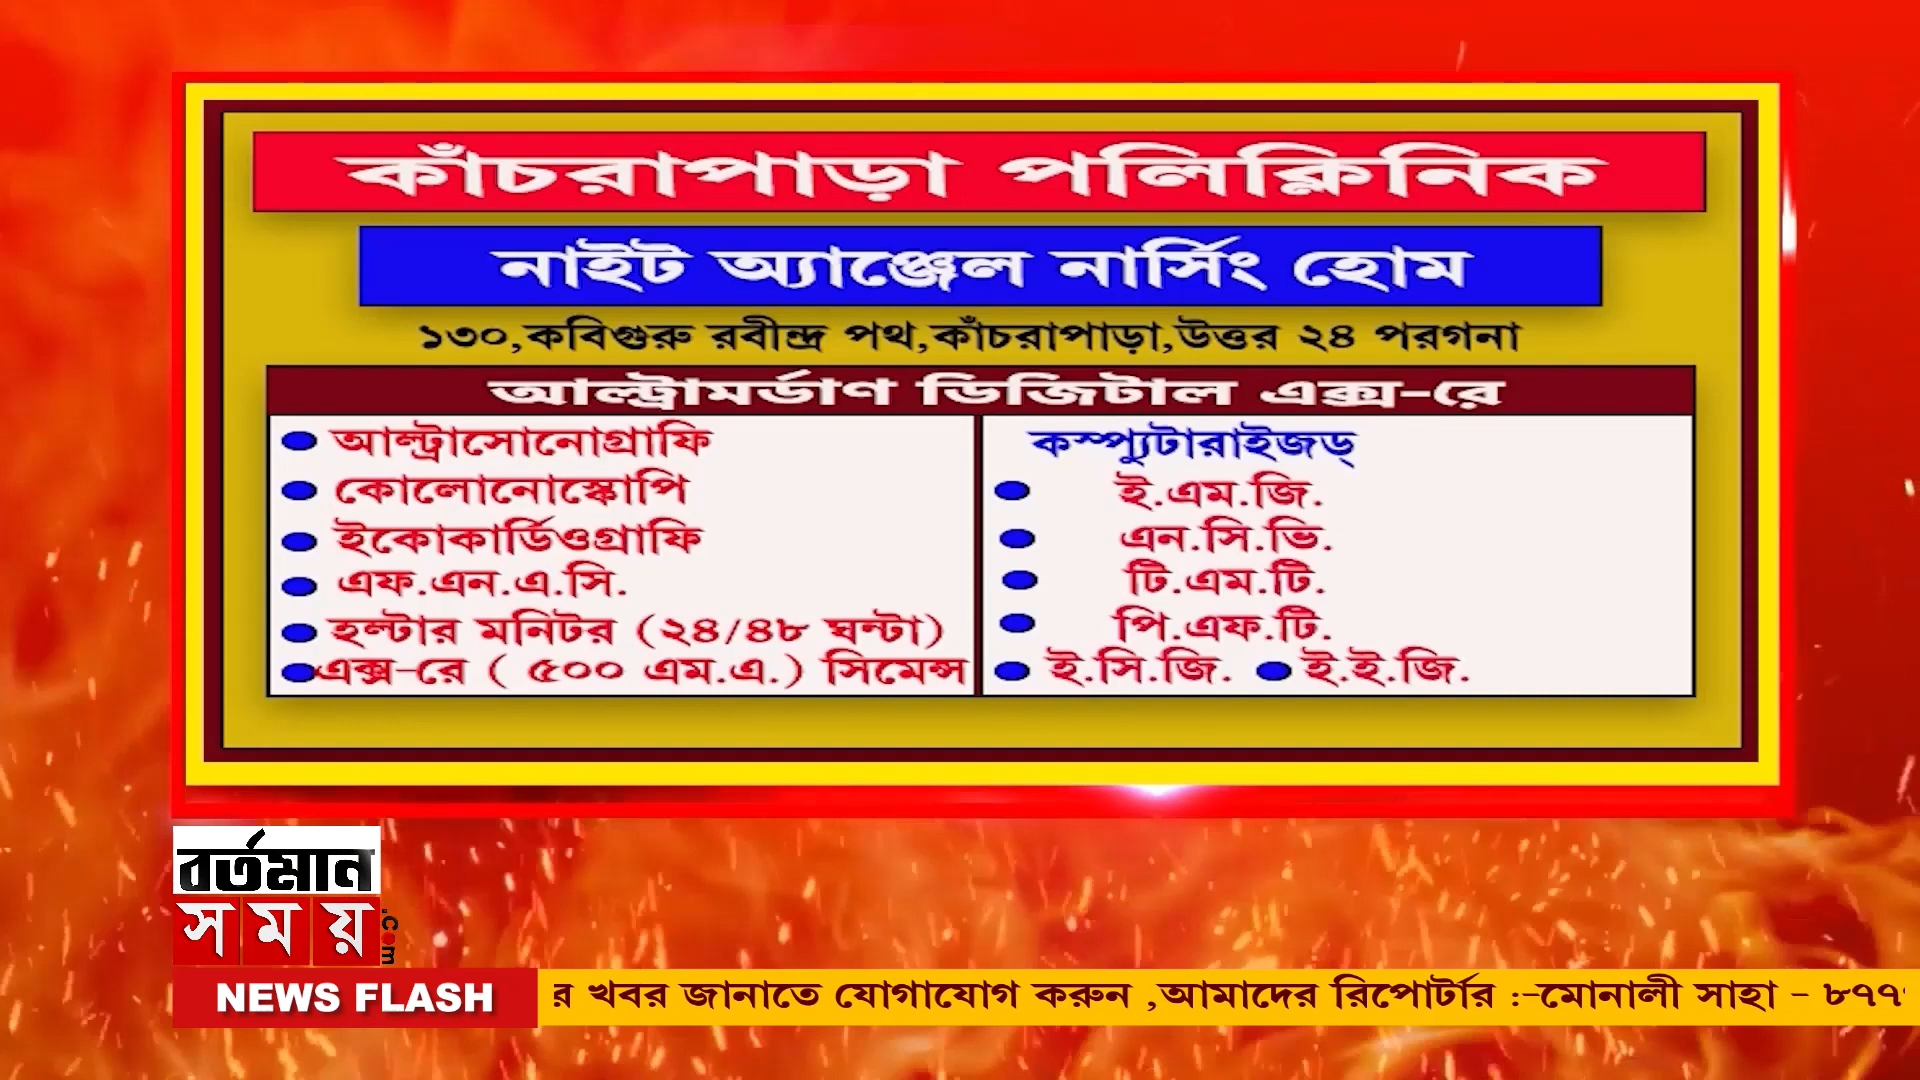 কাঁচরাপাড়া পলিক্লিনিক
নাইট অ্যাঞ্জেল নার্সিং হোম
১৩০,কবিগুরু রবীন্দ্র পথ,কাঁচরাপাড়া,উত্তর ২৪ পরগনা
আল্ট্রামর্ডাণ ডিজিটাল এক্স-রে
আল্ট্রাসোনোগ্রাফি
কোলোনোস্কোপি
ইকোকার্ডিওগ্রাফি
এফ.এন.এ.সি.
হল্টার মনিটর (২৪/৪৮ ঘন্টা)
এক্স-রে ( ৫০০ এম.এ.) সিমেন্স
কম্প্যুটারাইজড্
ই.এম.জি.
এন.সি.ভি.
টি.এম.টি.
পি.এফ.টি.
ই.সি.জি. ই.ই.জি.
বর্তমান
সময়
.com
NEWS FLASH
র খবর জানাতে যোগাযোগ করুন ,আমাদের রিপোর্টার :-মোনালী সাহা - ৮৭৭